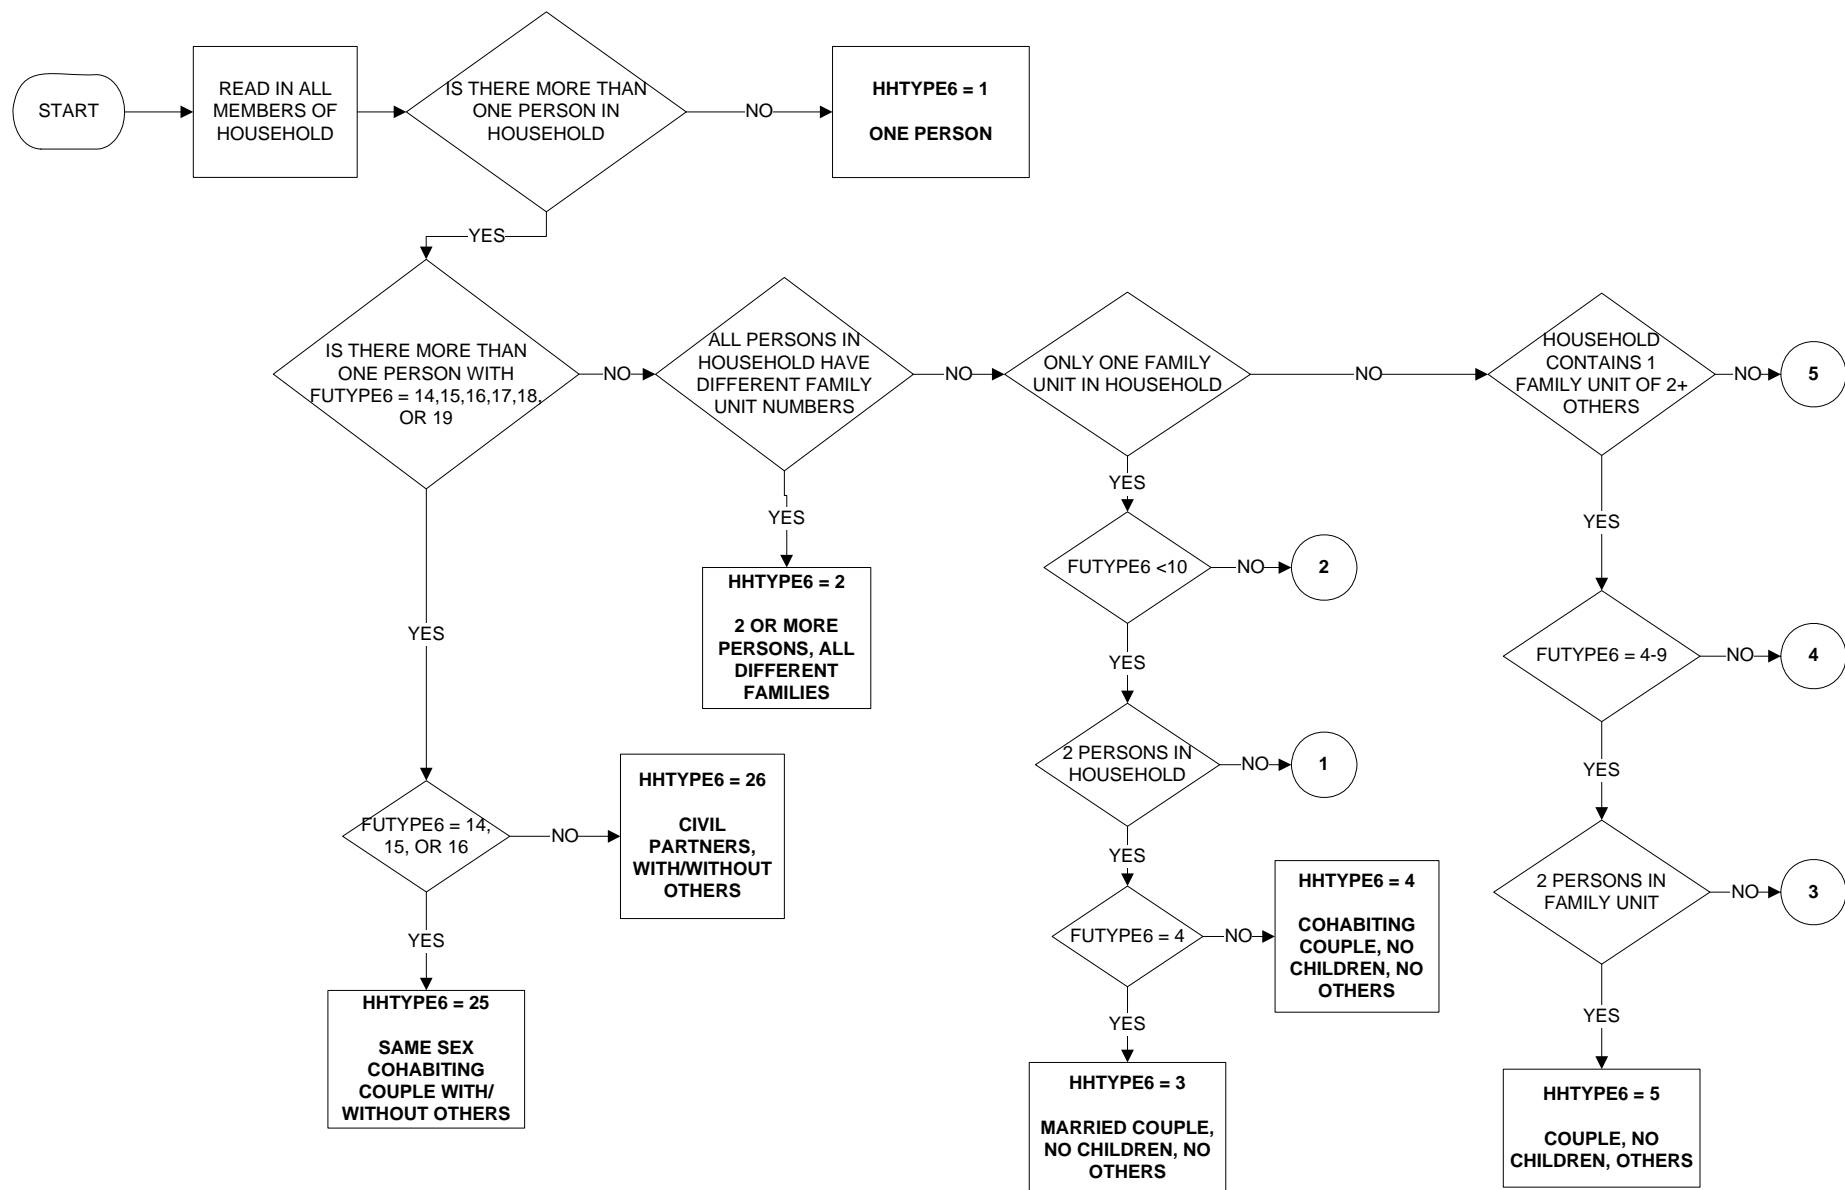 START
READ IN ALL
MEMBERS OF
HOUSEHOLD
IS THERE MORE THAN
ONE PERSON IN
HOUSEHOLD
NO
HHTYPE6 = 1
ONE PERSON
YES
IS THERE MORE THAN
ONE PERSON WITH
FUTYPE6 = 14,15,16,17,18,
OR 19
NO
ALL PERSONS IN
HOUSEHOLD HAVE
DIFFERENT FAMILY
UNIT NUMBERS
NO
ONLY ONE FAMILY
UNIT IN HOUSEHOLD
NO
HOUSEHOLD
CONTAINS 1
FAMILY UNIT OF 2+
OTHERS
NO
5
YES
YES
HHTYPE6 = 2
2 OR MORE
PERSONS, ALL
DIFFERENT
FAMILIES
YES
FUTYPE6 <10
NO
2
YES
FUTYPE6 = 4-9
NO
4
YES
YES
2 PERSONS IN
HOUSEHOLD
NO
1
YES
FUTYPE6 = 14,
15, OR 16
NO
HHTYPE6 = 26
CIVIL
PARTNERS,
WITH/WITHOUT
OTHERS
YES
FUTYPE6 = 4
NO
HHTYPE6 = 4
COHABITING
COUPLE, NO
CHILDREN, NO
OTHERS
2 PERSONS IN
FAMILY UNIT
NO
3
YES
HHTYPE6 = 25
SAME SEX
COHABITING
COUPLE WITH/
WITHOUT OTHERS
YES
HHTYPE6 = 3
MARRIED COUPLE,
NO CHILDREN, NO
OTHERS
YES
HHTYPE6 = 5
COUPLE, NO
CHILDREN, OTHERS